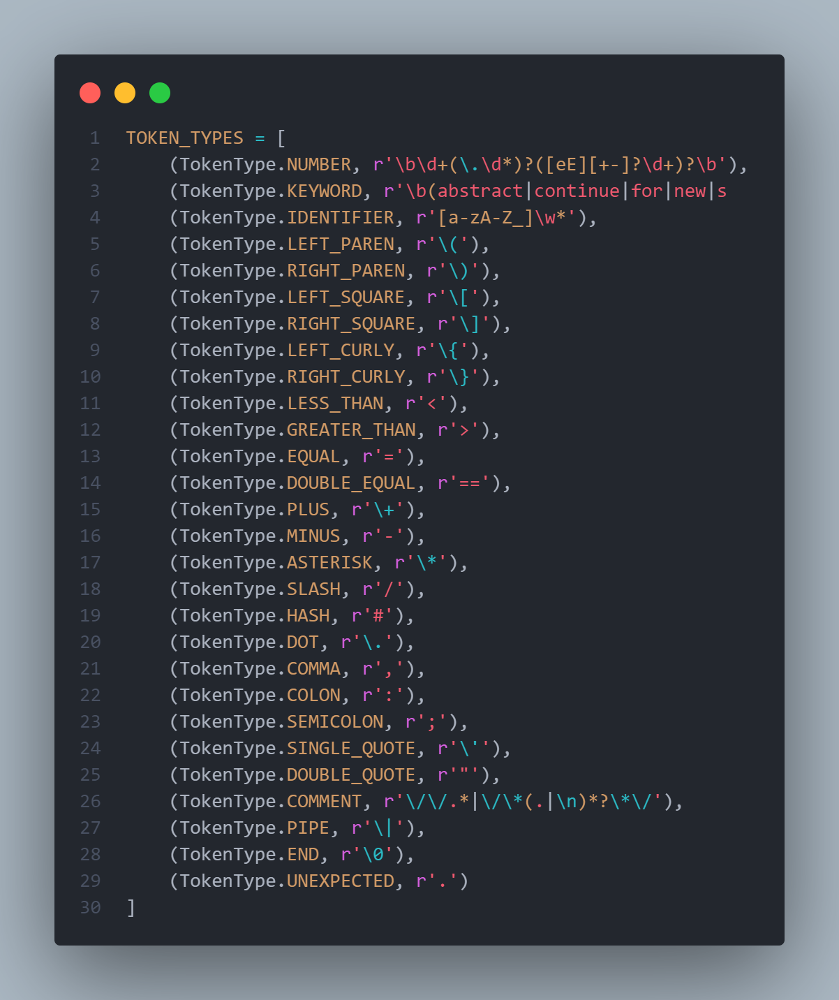 1 TOKEN_TYPES = [
2     (TokenType.NUMBER, r'\b\d+(\.\d*)?([eE][+-]?\d+)?\b'),
3     (TokenType.KEYWORD, r'\b(abstract|continue|for|new|s
4     (TokenType.IDENTIFIER, r'[a-zA-Z_]\w*'),
5     (TokenType.LEFT_PAREN, r'\('),
6     (TokenType.RIGHT_PAREN, r'\)'),
7     (TokenType.LEFT_SQUARE, r'\['),
8     (TokenType.RIGHT_SQUARE, r'\]'),
9     (TokenType.LEFT_CURLY, r'\{'),
10     (TokenType.RIGHT_CURLY, r'\}'),
11     (TokenType.LESS_THAN, r'<'),
12     (TokenType.GREATER_THAN, r'>'),
13     (TokenType.EQUAL, r'='),
14     (TokenType.DOUBLE_EQUAL, r'=='),
15     (TokenType.PLUS, r'\+'),
16     (TokenType.MINUS, r'-'),
17     (TokenType.ASTERISK, r'\*'),
18     (TokenType.SLASH, r'/'),
19     (TokenType.HASH, r'#'),
20     (TokenType.DOT, r'\.'),
21     (TokenType.COMMA, r','),
22     (TokenType.COLON, r':'),
23     (TokenType.SEMICOLON, r';'),
24     (TokenType.SINGLE_QUOTE, r'\''),
25     (TokenType.DOUBLE_QUOTE, r'"'),
26     (TokenType.COMMENT, r'\/\/.*|\/\*(.|\n)*?\*\/'),
27     (TokenType.PIPE, r'\|'),
28     (TokenType.END, r'\0'),
29     (TokenType.UNEXPECTED, r'.')
30 ]